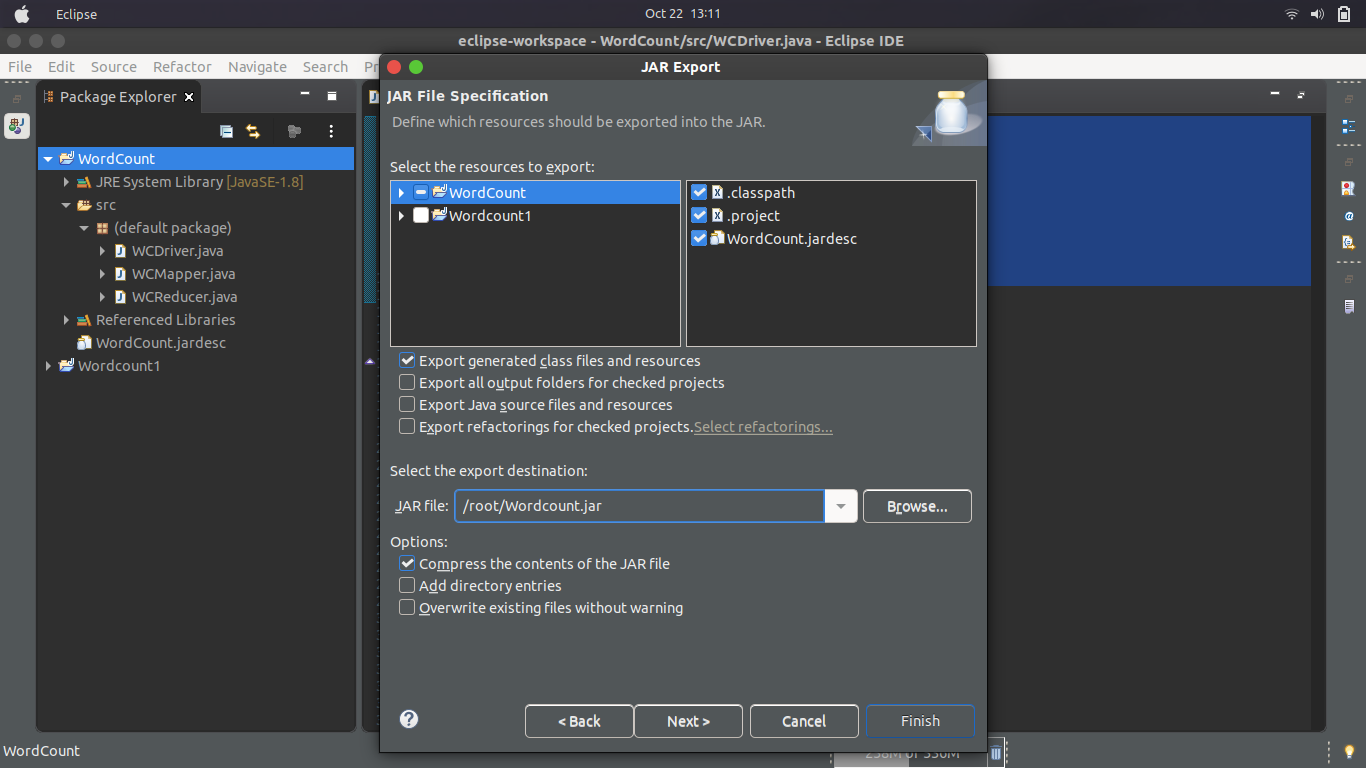 Eclipse
Oct 22 13:11
eclipse-workspace - WordCount/src/WCDriver.java - Eclipse IDE
File Edit Source Refactor Navigate Search
JAR Export
Package Explorer
JAR File Specification
Define which resources should be exported into the JAR.
WordCount
JRE System Library [JavaSE-1.8]
src
(default package)
WCDriver.java
WCMapper.java
WCReducer.java
Referenced Libraries
WordCount.jardesc
Wordcount1
Select the resources to export:
WordCount
Wordcount1
.classpath
.project
WordCount.jardesc
Export generated class files and resources
Export all output folders for checked projects
Export Java source files and resources
Export refactorings for checked projects. Select refactorings...
Select the export destination:
JAR file: /root/Wordcount.jar Browse...
Options:
Compress the contents of the JAR file
Add directory entries
Overwrite existing files without warning
? < Back Next > Cancel Finish
WordCount